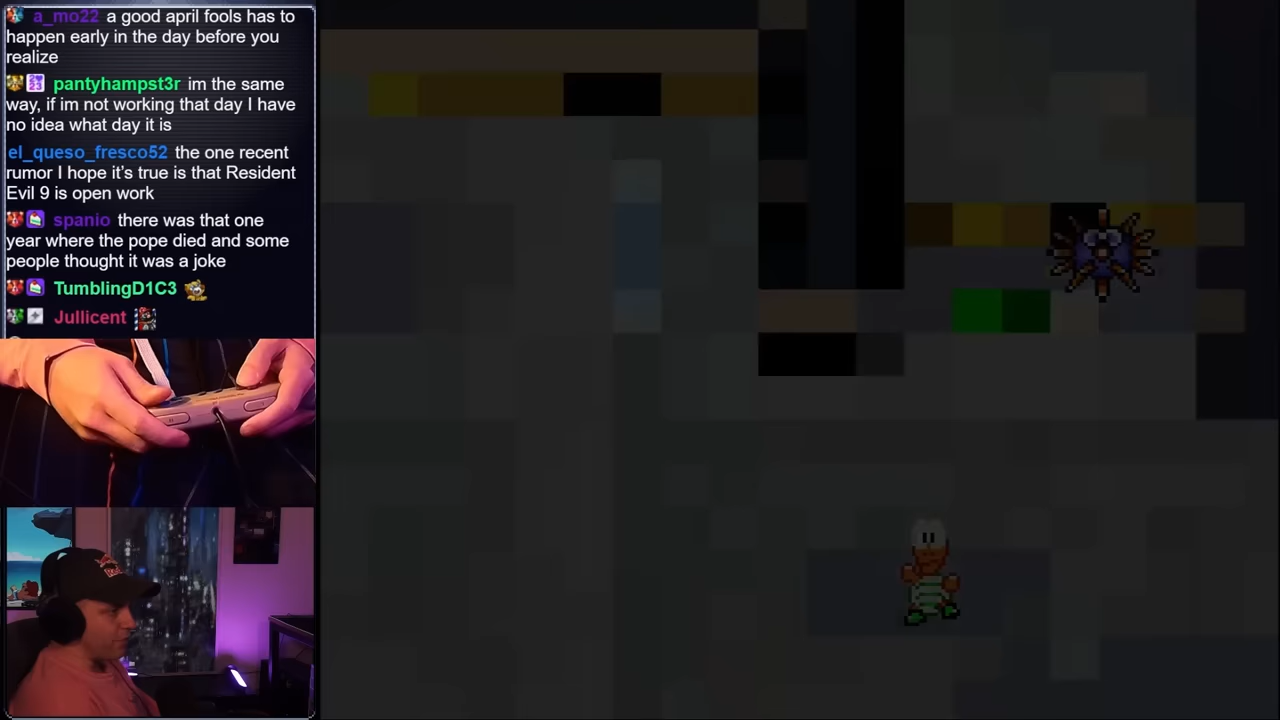 a_mo22 a good april fools has to
happen early in the day before you
realize
pantyhampst3r im the same
way, if im not working that day I have
no idea what day it is
el_queso_fresco52 the one recent
rumor I hope it's true is that Resident
Evil 9 is open work
spanio there was that one
year where the pope died and some
people thought it was a joke
TumblingD1C3
Jullicent